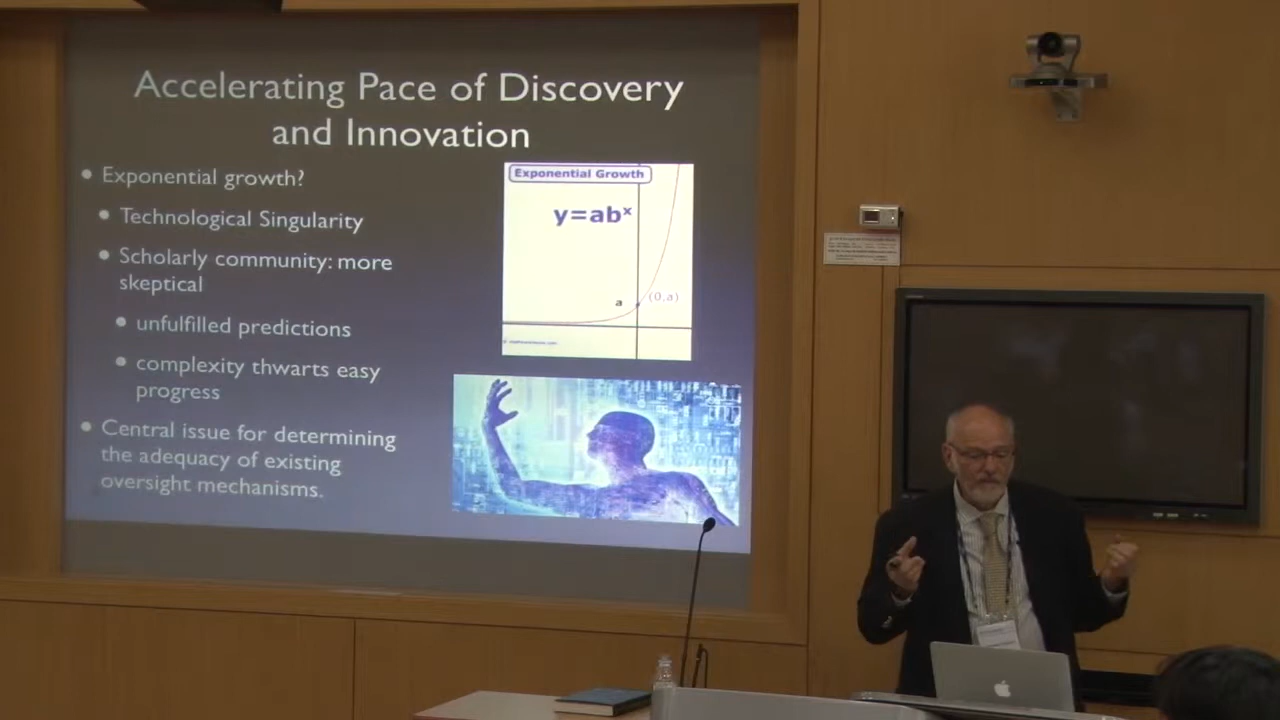 Accelerating Pace of Discovery
and Innovation
• Exponential growth?
• Technological Singularity
• Scholarly community: more
skeptical
• unfulfilled predictions
• complexity thwarts easy
progress
• Central issue for determining
the adequacy of existing
oversight mechanisms.
Exponential Growth
y=abˣ
a
(0,a)